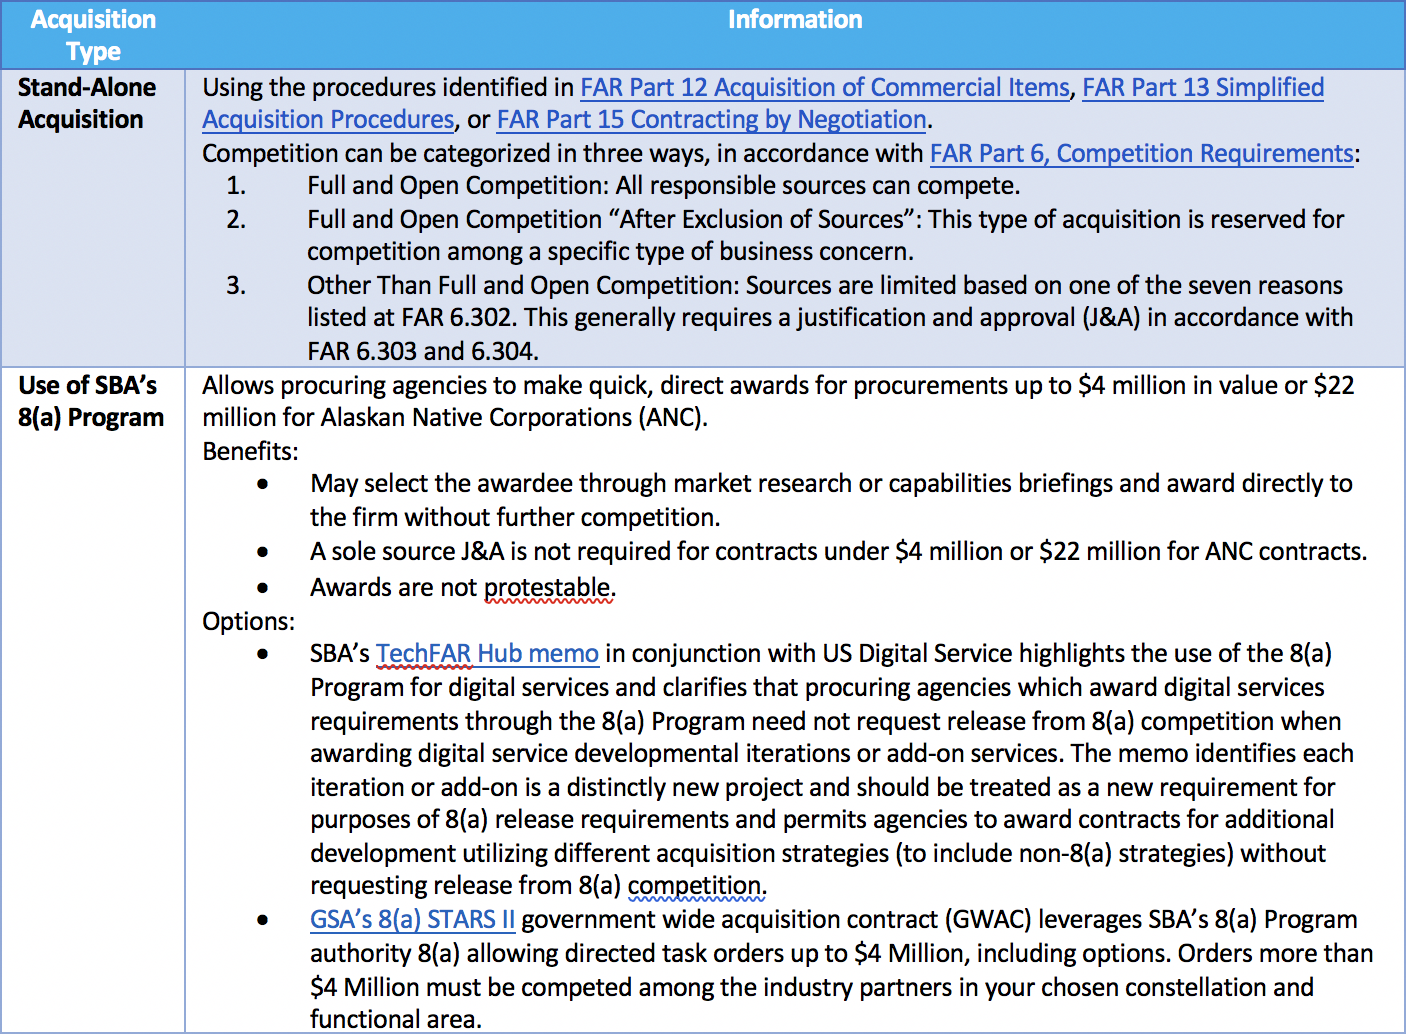 Acquisition
Type
Information
Stand-Alone
Acquisition
Using the procedures identified in FAR Part 12 Acquisition of Commercial Items, FAR Part 13 Simplified
Acquisition Procedures, or FAR Part 15 Contracting by Negotiation.
Competition can be categorized in three ways, in accordance with FAR Part 6, Competition Requirements:
1. Full and Open Competition: All responsible sources can compete.
2. Full and Open Competition “After Exclusion of Sources”: This type of acquisition is reserved for
competition among a specific type of business concern.
3. Other Than Full and Open Competition: Sources are limited based on one of the seven reasons
listed at FAR 6.302. This generally requires a justification and approval (J&A) in accordance with
FAR 6.303 and 6.304.
Use of SBA’s
8(a) Program
Allows procuring agencies to make quick, direct awards for procurements up to $4 million in value or $22
million for Alaskan Native Corporations (ANC).
Benefits:
• May select the awardee through market research or capabilities briefings and award directly to
the firm without further competition.
• A sole source J&A is not required for contracts under $4 million or $22 million for ANC contracts.
• Awards are not protestable.
Options:
• SBA’s TechFAR Hub memo in conjunction with US Digital Service highlights the use of the 8(a)
Program for digital services and clarifies that procuring agencies which award digital services
requirements through the 8(a) Program need not request release from 8(a) competition when
awarding digital service developmental iterations or add-on services. The memo identifies each
iteration or add-on is a distinctly new project and should be treated as a new requirement for
purposes of 8(a) release requirements and permits agencies to award contracts for additional
development utilizing different acquisition strategies (to include non-8(a) strategies) without
requesting release from 8(a) competition.
• GSA’s 8(a) STARS II government wide acquisition contract (GWAC) leverages SBA’s 8(a) Program
authority 8(a) allowing directed task orders up to $4 Million, including options. Orders more than
$4 Million must be competed among the industry partners in your chosen constellation and
functional area.